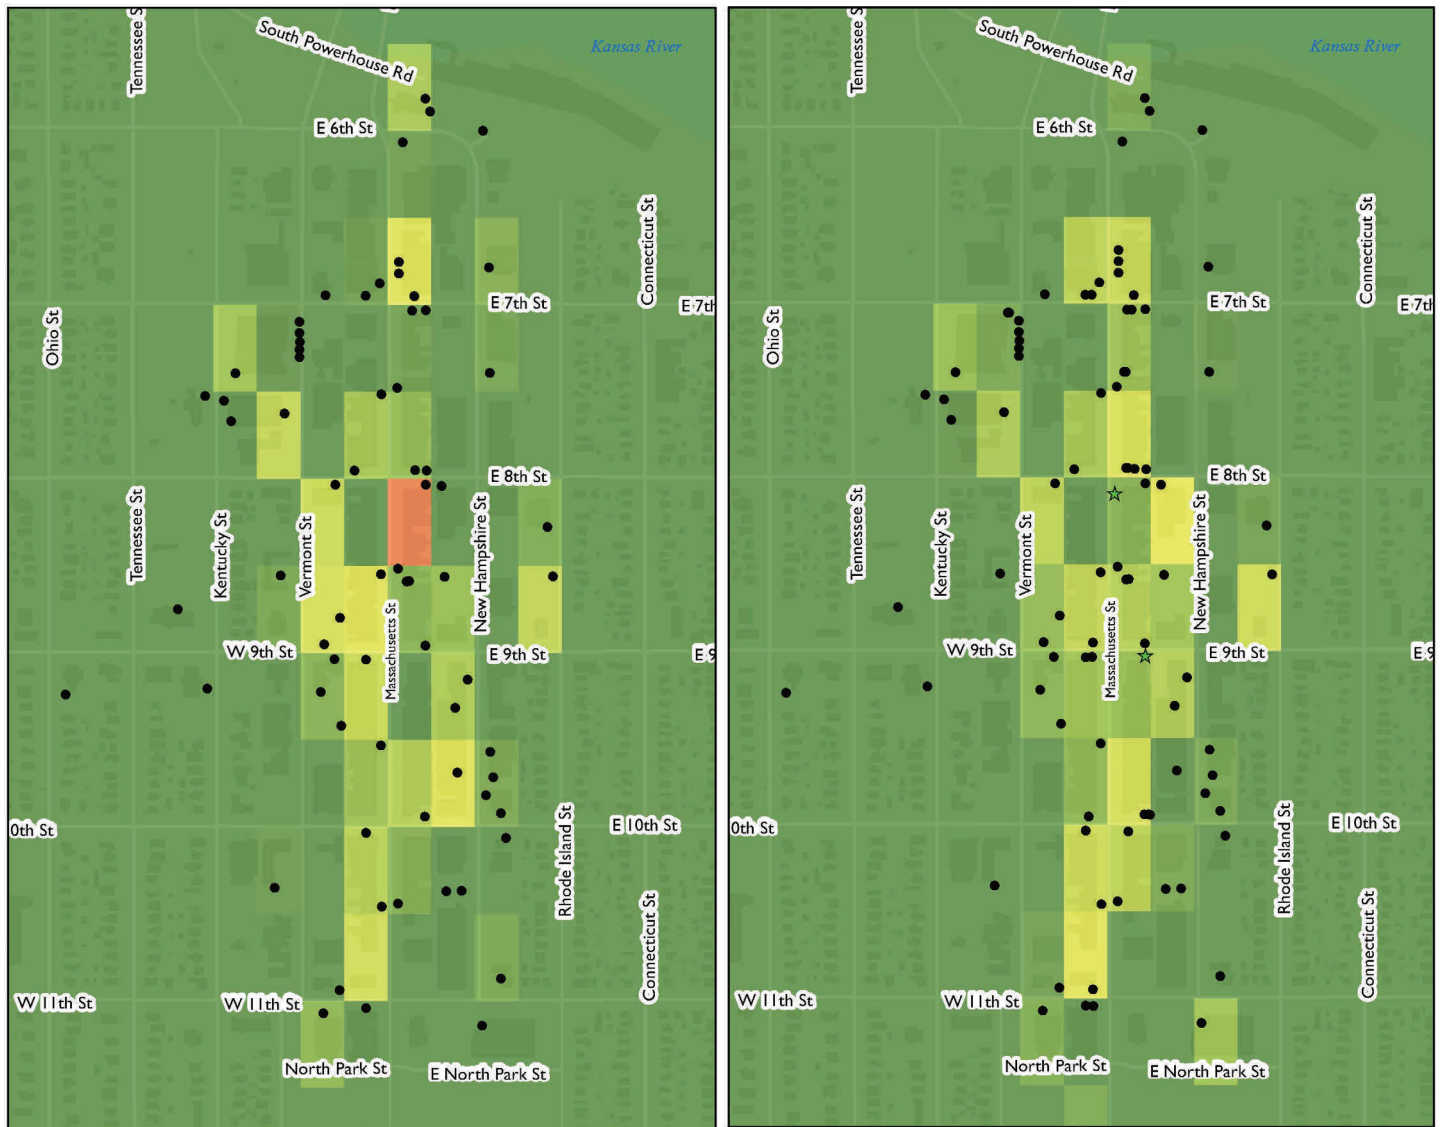 Tennessee St
South Powerhouse Rd
Kansas River
E 6th St
Connecticut St
E 7th St
E 7th
Ohio St
E 8th St
Tennessee St
Kentucky St
Vermont St
New Hampshire St
Massachusetts St
W 9th St
E 9th St
E 9
0th St
E 10th St
Rhode Island St
Connecticut St
W 11th St
W 11th St
North Park St
E North Park St
Tennessee S
South Powerhouse Rd
Kansas River
E 6th St
Connecticut St
E 7th St
E 7th
Ohio St
E 8th St
Tennessee St
Kentucky St
Vermont St
New Hampshire St
Massachusetts St
W 9th St
E 9th St
E 9
0th St
E 10th St
Rhode Island St
Connecticut St
W 11th St
W 11th St
North Park St
E North Park St